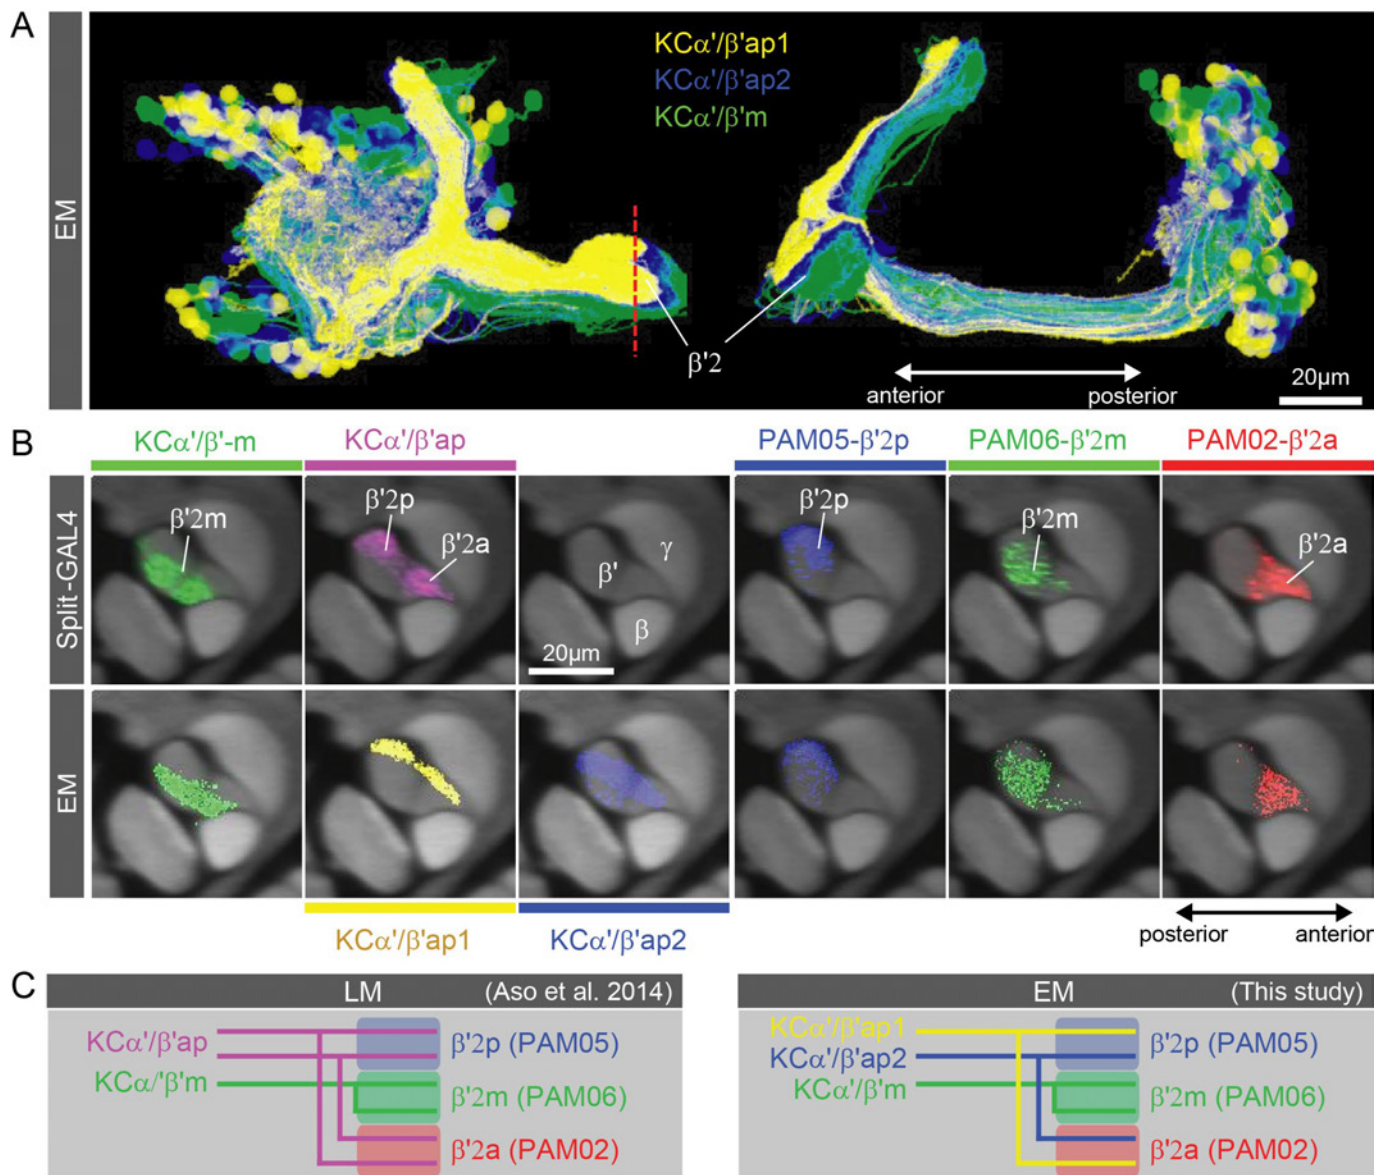 A
EM
KCα'/β'ap1
KCα'/β'ap2
KCα'/β'm
β'2
anterior
posterior
20μm
B
KCα'/β'-m
KCα'/β'ap
PAM05-β'2p
PAM06-β'2m
PAM02-β'2a
Split-GAL4
β'2m
β'2p
β'2a
β'
γ
β
20μm
β'2p
β'2m
β'2a
EM
KCα'/β'ap1
KCα'/β'ap2
posterior
anterior
C
LM (Aso et al. 2014)
KCα'/β'ap
KCα/'β'm
β'2p (PAM05)
β'2m (PAM06)
β'2a (PAM02)
EM (This study)
KCα'/β'ap1
KCα'/β'ap2
KCα'/β'm
β'2p (PAM05)
β'2m (PAM06)
β'2a (PAM02)